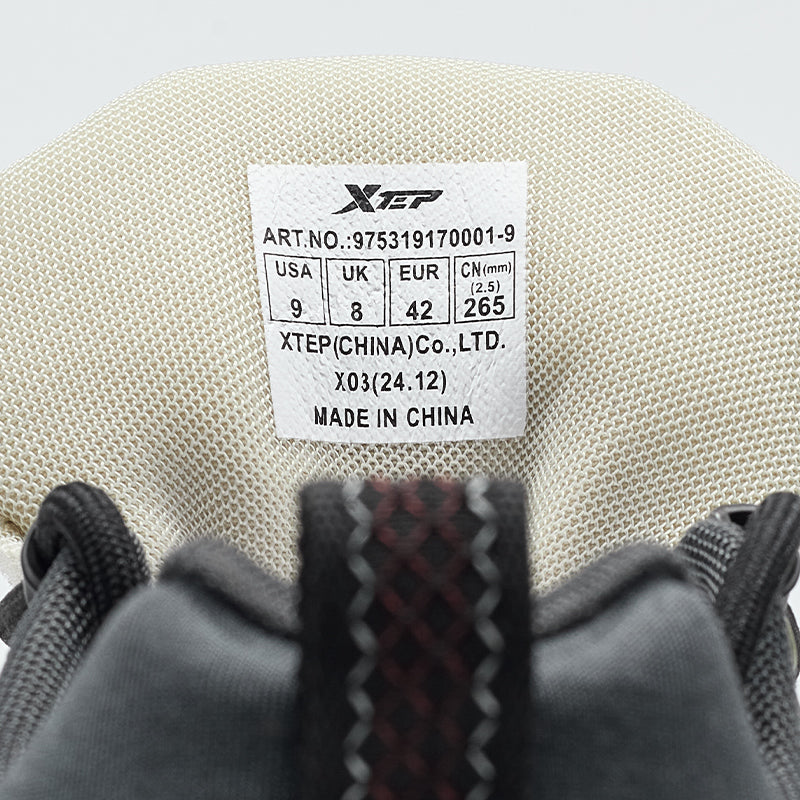 XTEP
ART.NO.:975319170001-9
USA UK EUR CN(mm)
(2.5)
9 8 42 265
XTEP(CHINA)Co.,LTD.
X03(24.12)
MADE IN CHINA